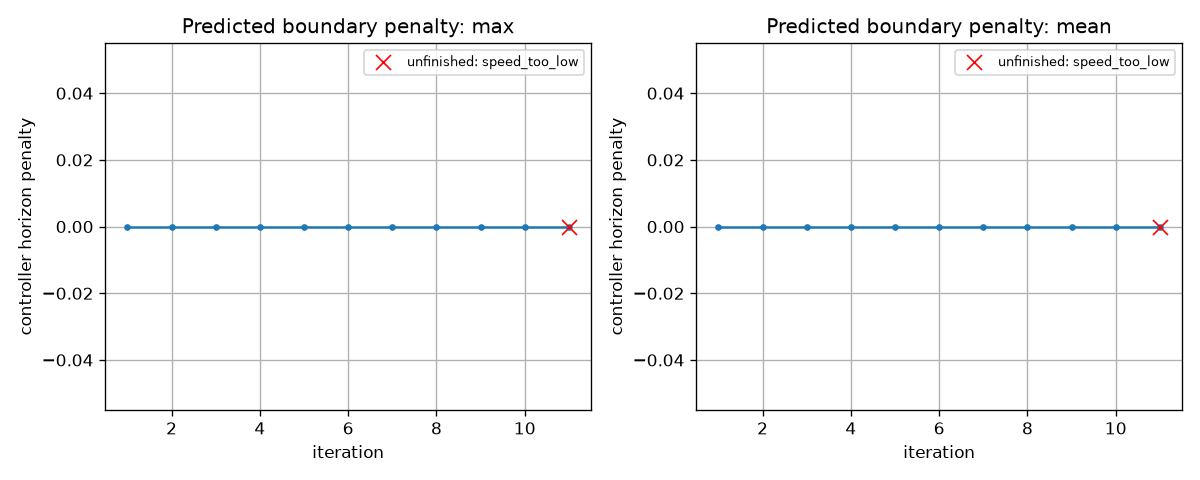 Predicted boundary penalty: max
unfinished: speed_too_low
controller horizon penalty
0.04
0.02
0.00
−0.02
−0.04
2 4 6 8 10
iteration
Predicted boundary penalty: mean
unfinished: speed_too_low
controller horizon penalty
0.04
0.02
0.00
−0.02
−0.04
2 4 6 8 10
iteration